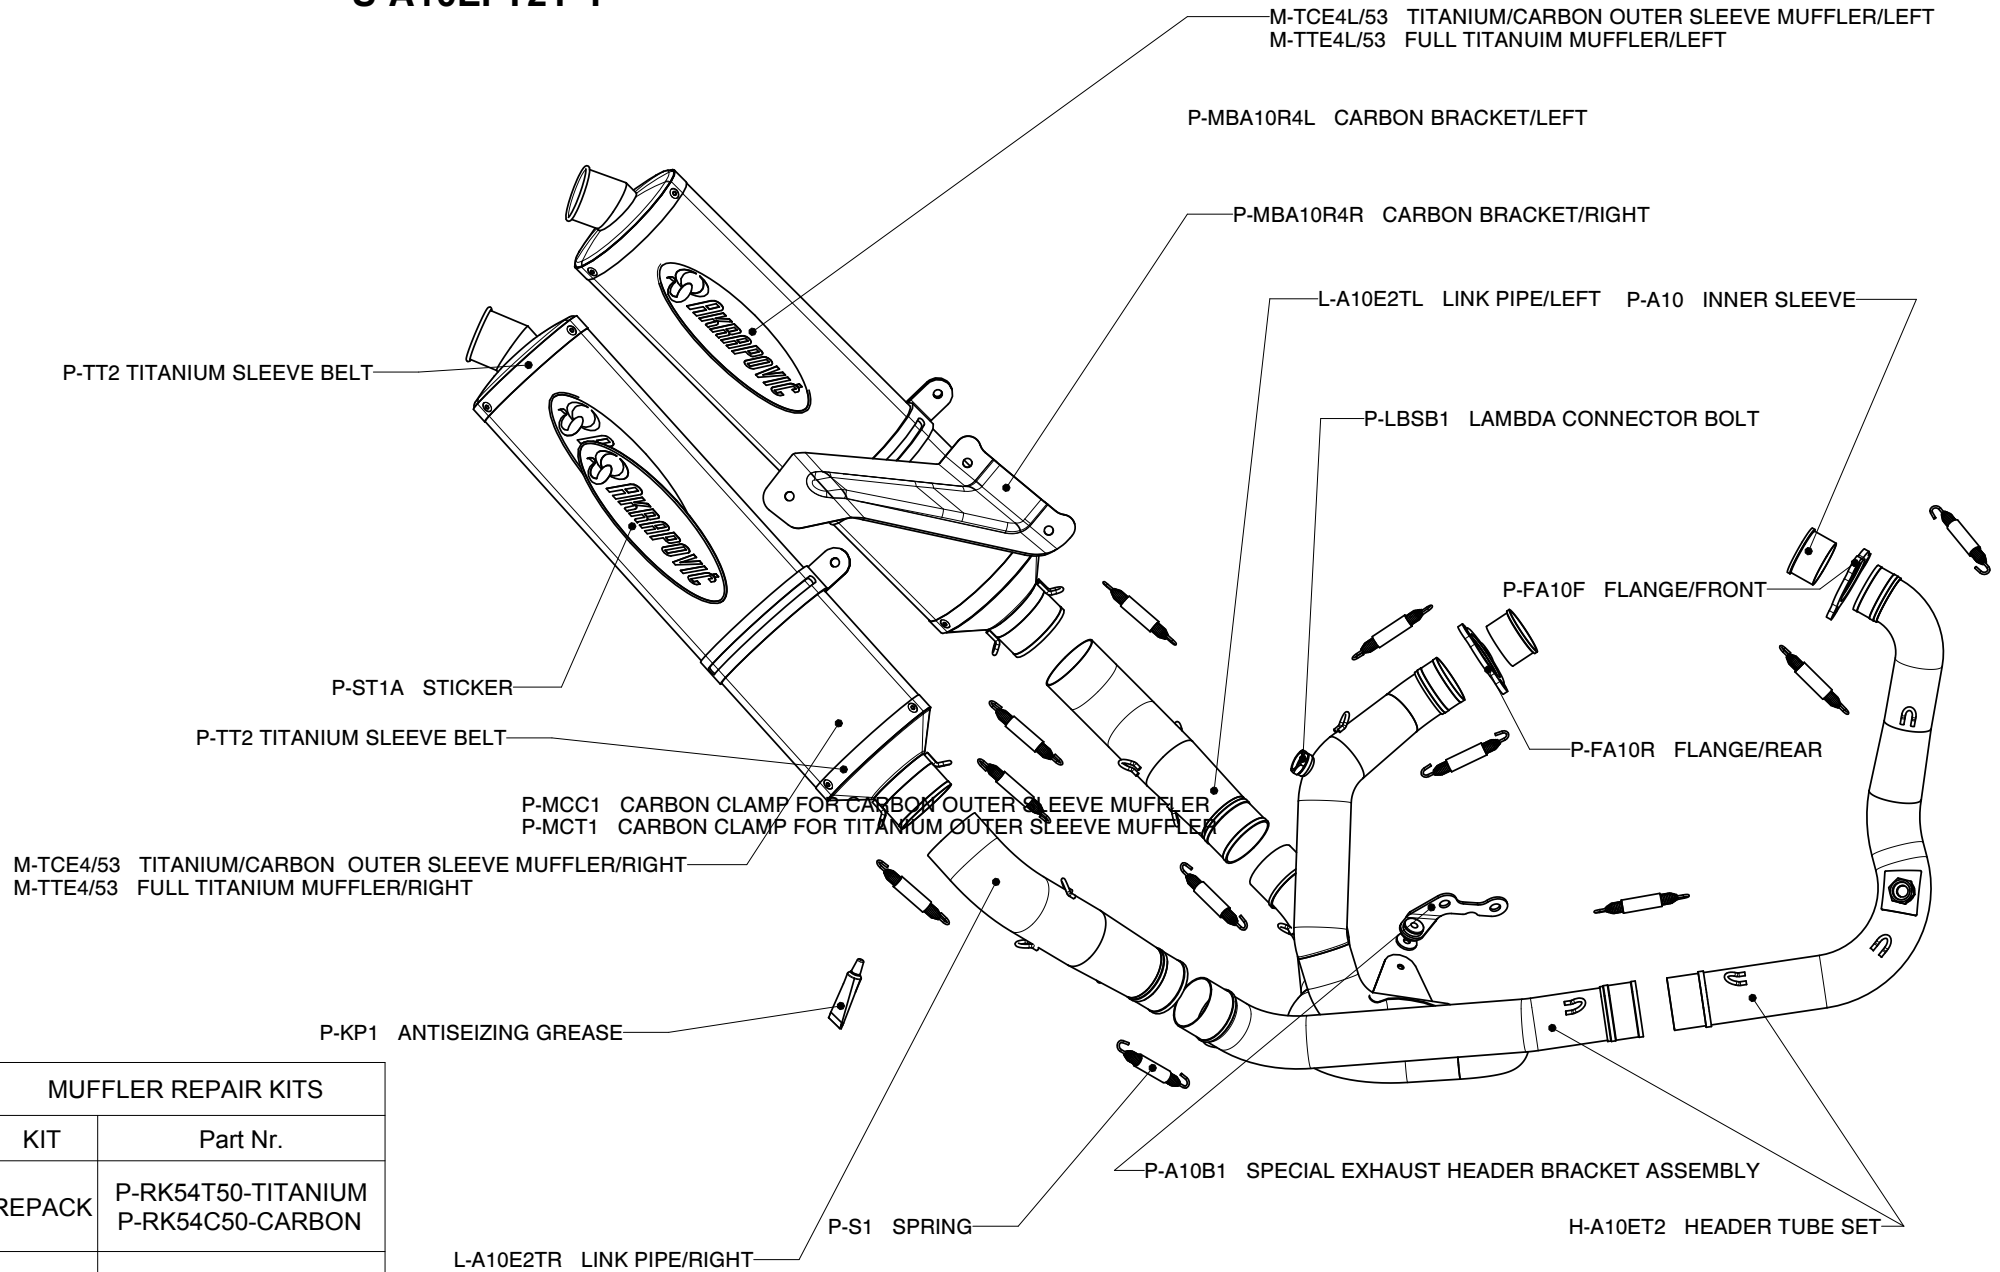 M-TCE4L/53 TITANIUM/CARBON OUTER SLEEVE MUFFLER/LEFT
M-TTE4L/53 FULL TITANUIM MUFFLER/LEFT
P-MBA10R4L CARBON BRACKET/LEFT
P-MBA10R4R CARBON BRACKET/RIGHT
L-A10E2TL LINK PIPE/LEFT
P-A10 INNER SLEEVE
AKRAPOVIČ
P-TT2 TITANIUM SLEEVE BELT
P-LBSB1 LAMBDA CONNECTOR BOLT
AKRAPOVIČ
P-FA10F FLANGE/FRONT
P-ST1A STICKER
P-TT2 TITANIUM SLEEVE BELT
P-FA10R FLANGE/REAR
P-MCC1 CARBON CLAMP FOR CARBON OUTER SLEEVE MUFFLER
P-MCT1 CARBON CLAMP FOR TITANIUM OUTER SLEEVE MUFFLER
M-TCE4/53 TITANIUM/CARBON OUTER SLEEVE MUFFLER/RIGHT
M-TTE4/53 FULL TITANIUM MUFFLER/RIGHT
P-KP1 ANTISEIZING GREASE
MUFFLER REPAIR KITS
KIT Part Nr.
REPACK P-RK54T50-TITANIUM
P-RK54C50-CARBON
P-A10B1 SPECIAL EXHAUST HEADER BRACKET ASSEMBLY
P-S1 SPRING
H-A10ET2 HEADER TUBE SET
L-A10E2TR LINK PIPE/RIGHT